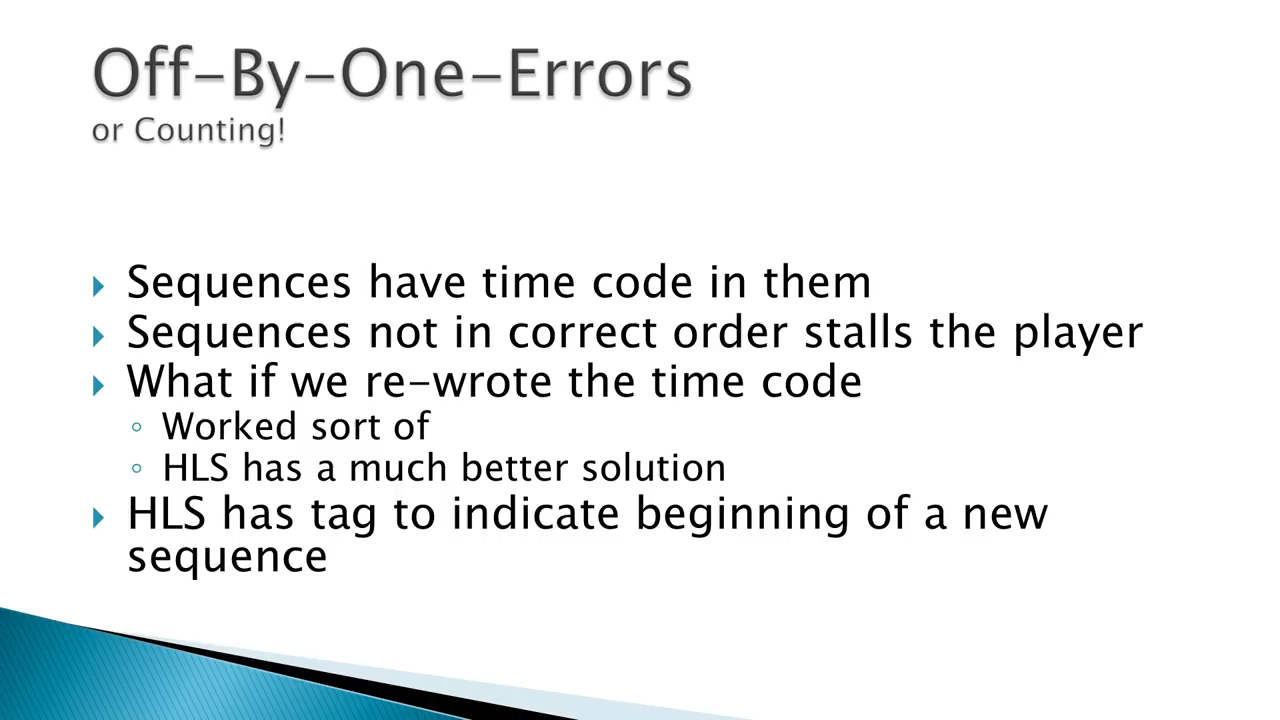 Off-By-One-Errors
or Counting!
Sequences have time code in them
Sequences not in correct order stalls the player
What if we re-wrote the time code
Worked sort of
HLS has a much better solution
HLS has tag to indicate beginning of a new
sequence